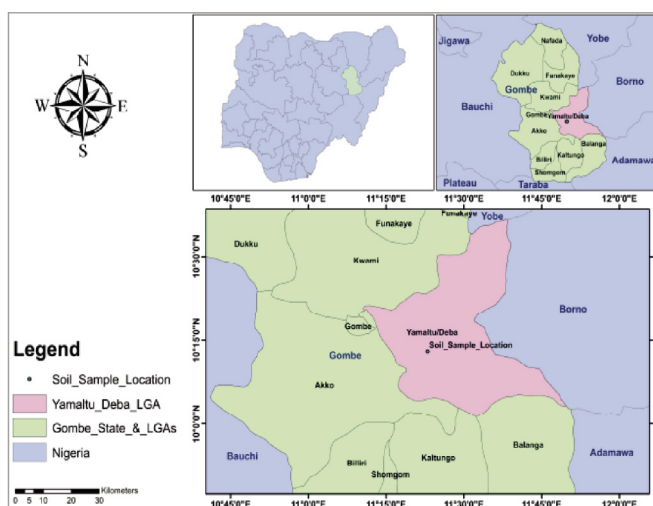 N
W E
S
Jigawa
Yobe
Nafada
Dukku
Funakaye
Gombe
Kwami
Borno
Bauchi
Gombe
Yamaltu/Deba
Akko
Balanga
Billiri
Kaltungo
Shomgom
Adamawa
Plateau
Taraba
10°45'0"E 11°0'0"E 11°15'0"E 11°30'0"E 11°45'0"E 12°0'0"E
Funakaye
Yobe
Dukku
Funakaye
10°30'0"N
Kwami
Borno
Gombe
Yamaltu/Deba
10°15'0"N
Soil_Sample_Location
Gombe
Akko
10°0'0"N
Bauchi
Billiri
Kaltungo
Balanga
Adamawa
Shomgom
10°45'0"E 11°0'0"E 11°15'0"E 11°30'0"E 11°45'0"E 12°0'0"E
Legend
Soil_Sample_Location
Yamaltu_Deba_LGA
Gombe_State_&_LGAs
Nigeria
Kilometers
0 5 10 20 30